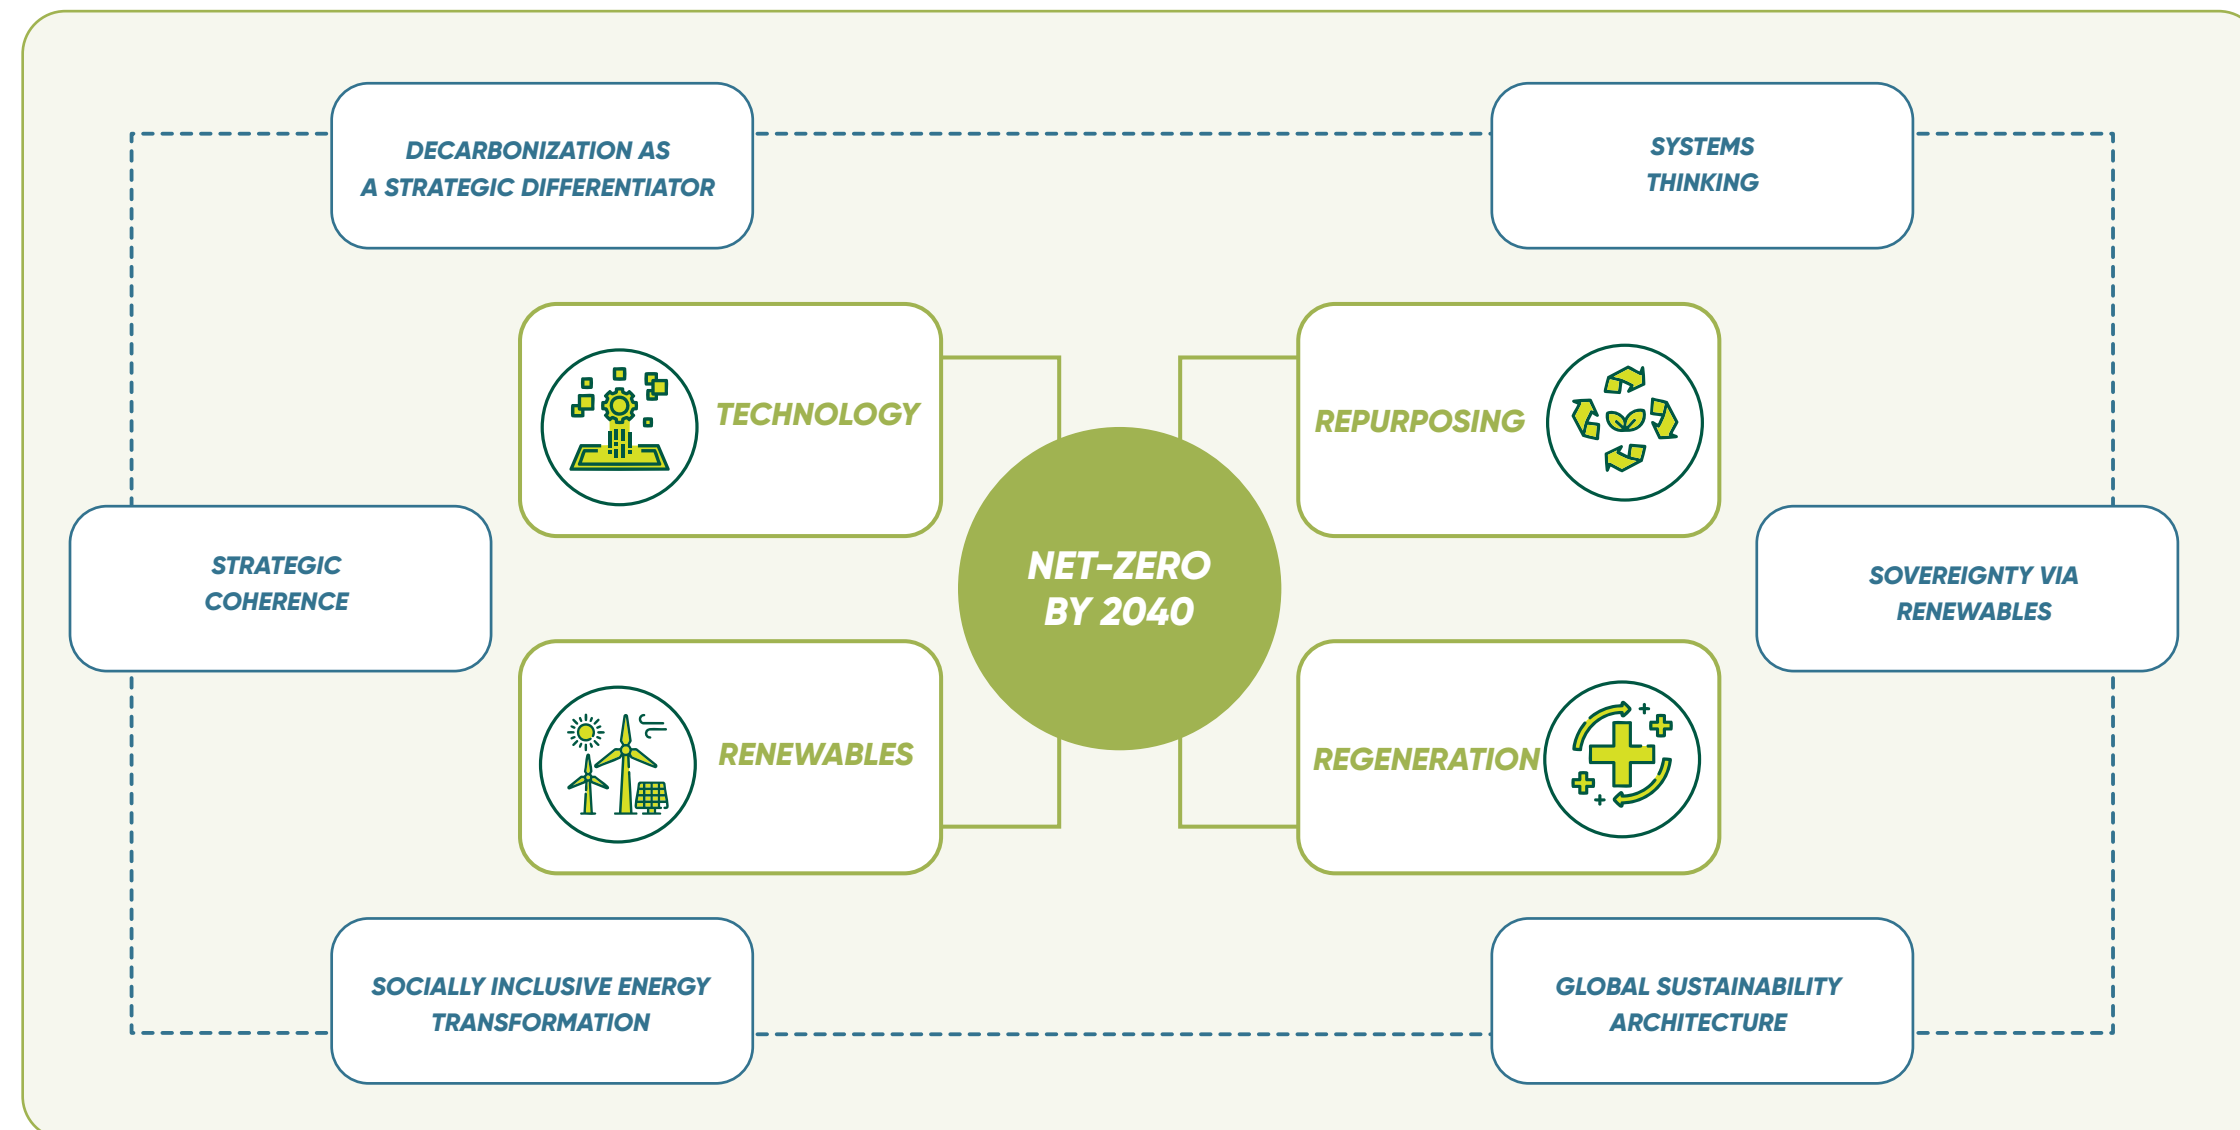 DECARBONIZATION AS
A STRATEGIC DIFFERENTIATOR
SYSTEMS
THINKING
TECHNOLOGY
REPURPOSING
STRATEGIC
COHERENCE
NET-ZERO
BY 2040
SOVEREIGNTY VIA
RENEWABLES
RENEWABLES
REGENERATION
SOCIALLY INCLUSIVE ENERGY
TRANSFORMATION
GLOBAL SUSTAINABILITY
ARCHITECTURE